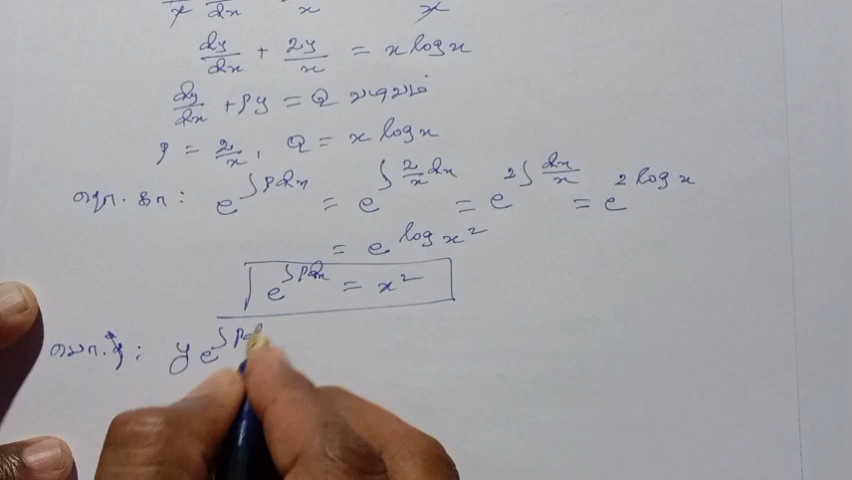 dy/dx + 2y/x = x log x
dy/dx + Py = Q வடிவம்
P = 2/x, Q = x log x
தொ. கா: e^∫Pdx = e^∫2/x dx = e^2∫dx/x = e^2 log x
= e^log x²
e^∫Pdx = x²
y e^∫Pd